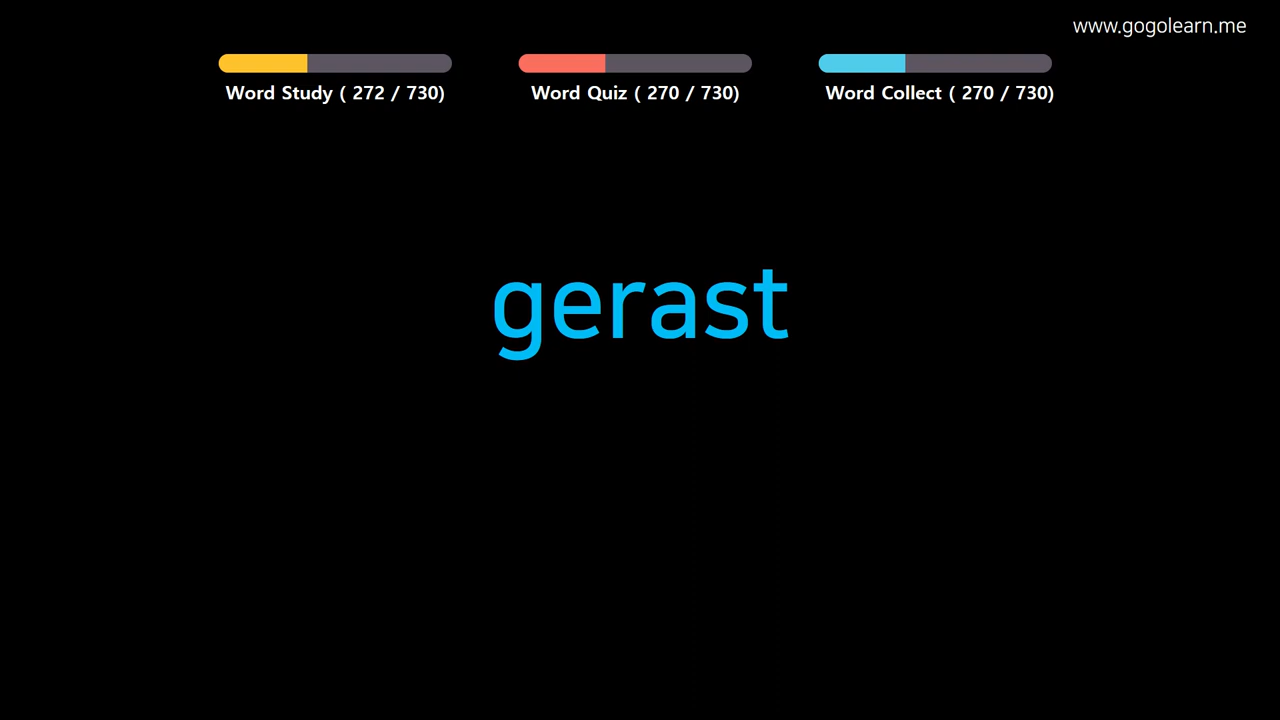 www.gogolearn.me
Word Study ( 272 / 730)
Word Quiz ( 270 / 730)
Word Collect ( 270 / 730)
gerast